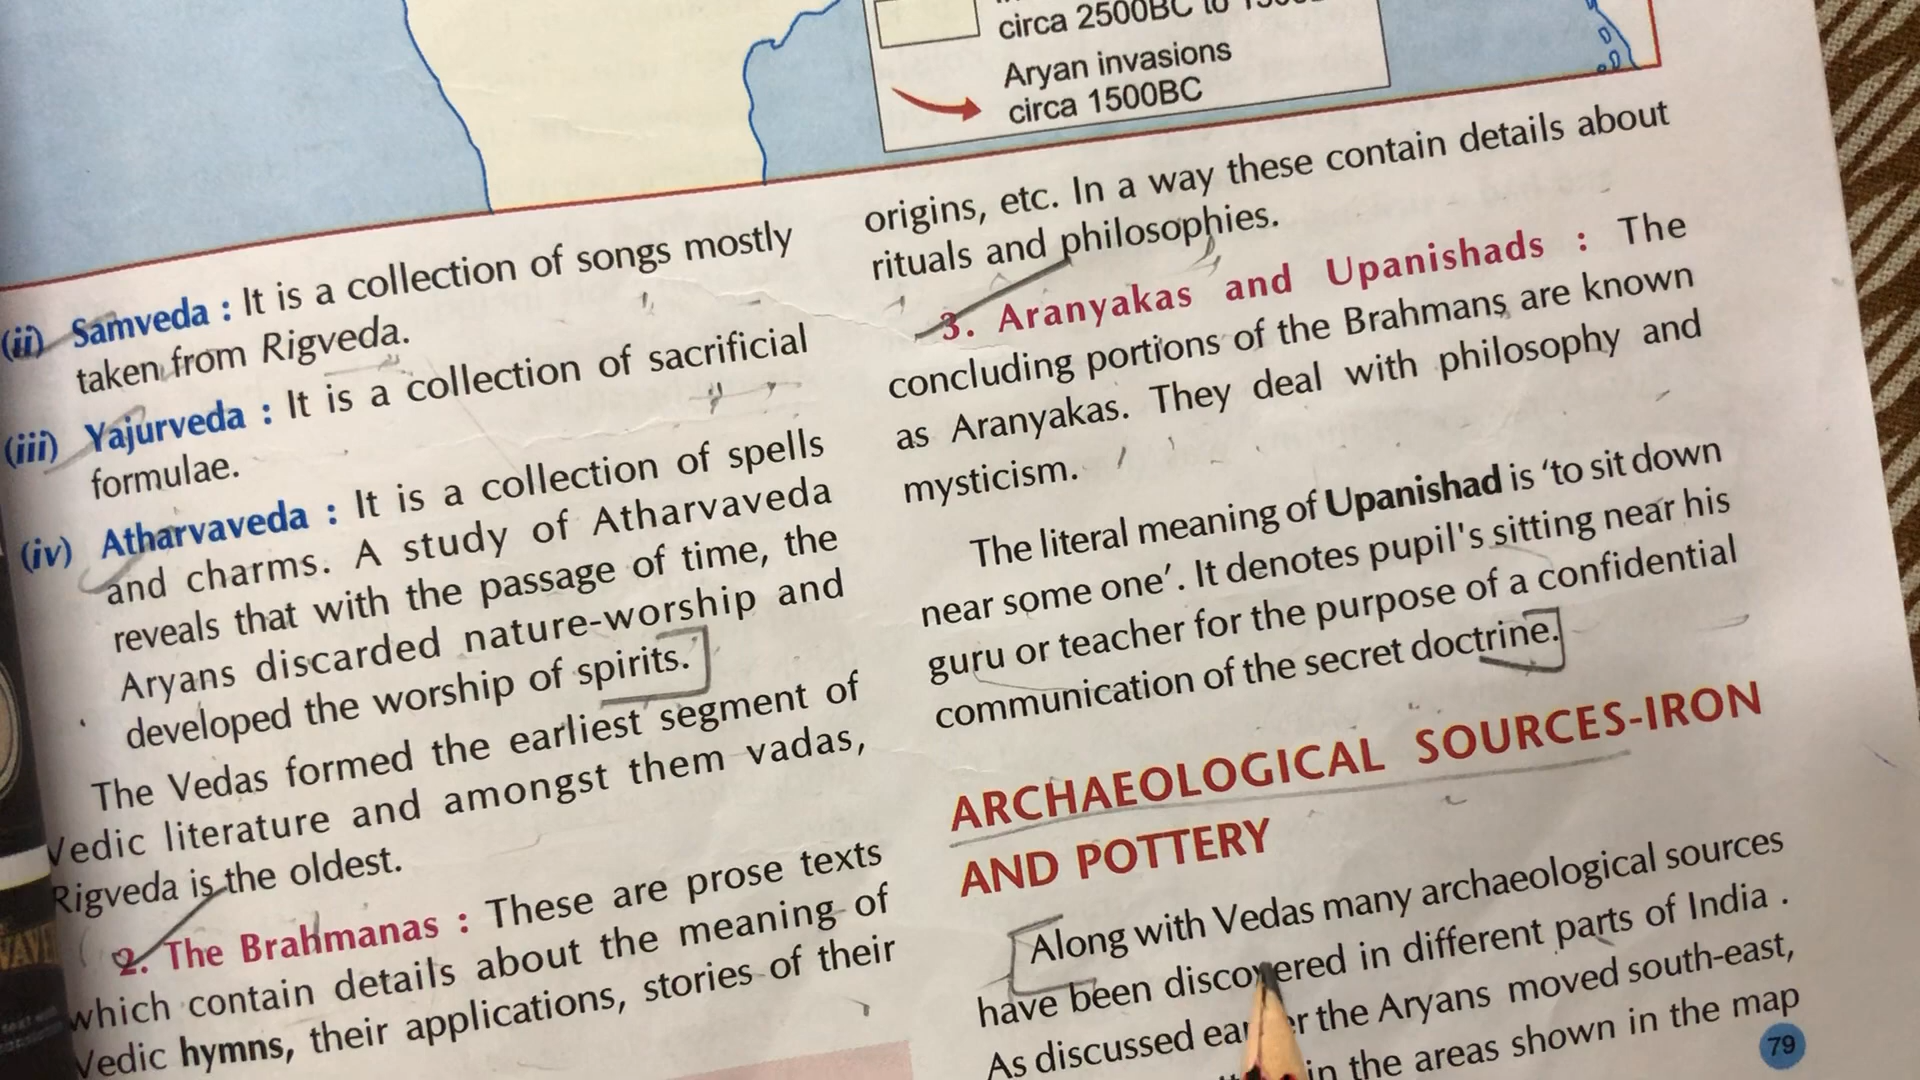 circa 2500BC to
Aryan invasions
circa 1500BC
(ii) Samveda : It is a collection of songs mostly
taken from Rigveda.
(iii) Yajurveda : It is a collection of sacrificial
formulae.
(iv) Atharvaveda : It is a collection of spells
and charms. A study of Atharvaveda
reveals that with the passage of time, the
Aryans discarded nature-worship and
developed the worship of spirits.
The Vedas formed the earliest segment of
Vedic literature and amongst them vadas,
Rigveda is the oldest.
2. The Brahmanas : These are prose texts
which contain details about the meaning of
Vedic hymns, their applications, stories of their
origins, etc. In a way these contain details about
rituals and philosophies.
3. Aranyakas and Upanishads : The
concluding portions of the Brahmans are known
as Aranyakas. They deal with philosophy and
mysticism.
The literal meaning of Upanishad is ‘to sit down
near some one’. It denotes pupil's sitting near his
guru or teacher for the purpose of a confidential
communication of the secret doctrine.
ARCHAEOLOGICAL SOURCES-IRON
AND POTTERY
Along with Vedas many archaeological sources
have been discovered in different parts of India .
As discussed the Aryans moved south-east,
in the areas shown in the map
79